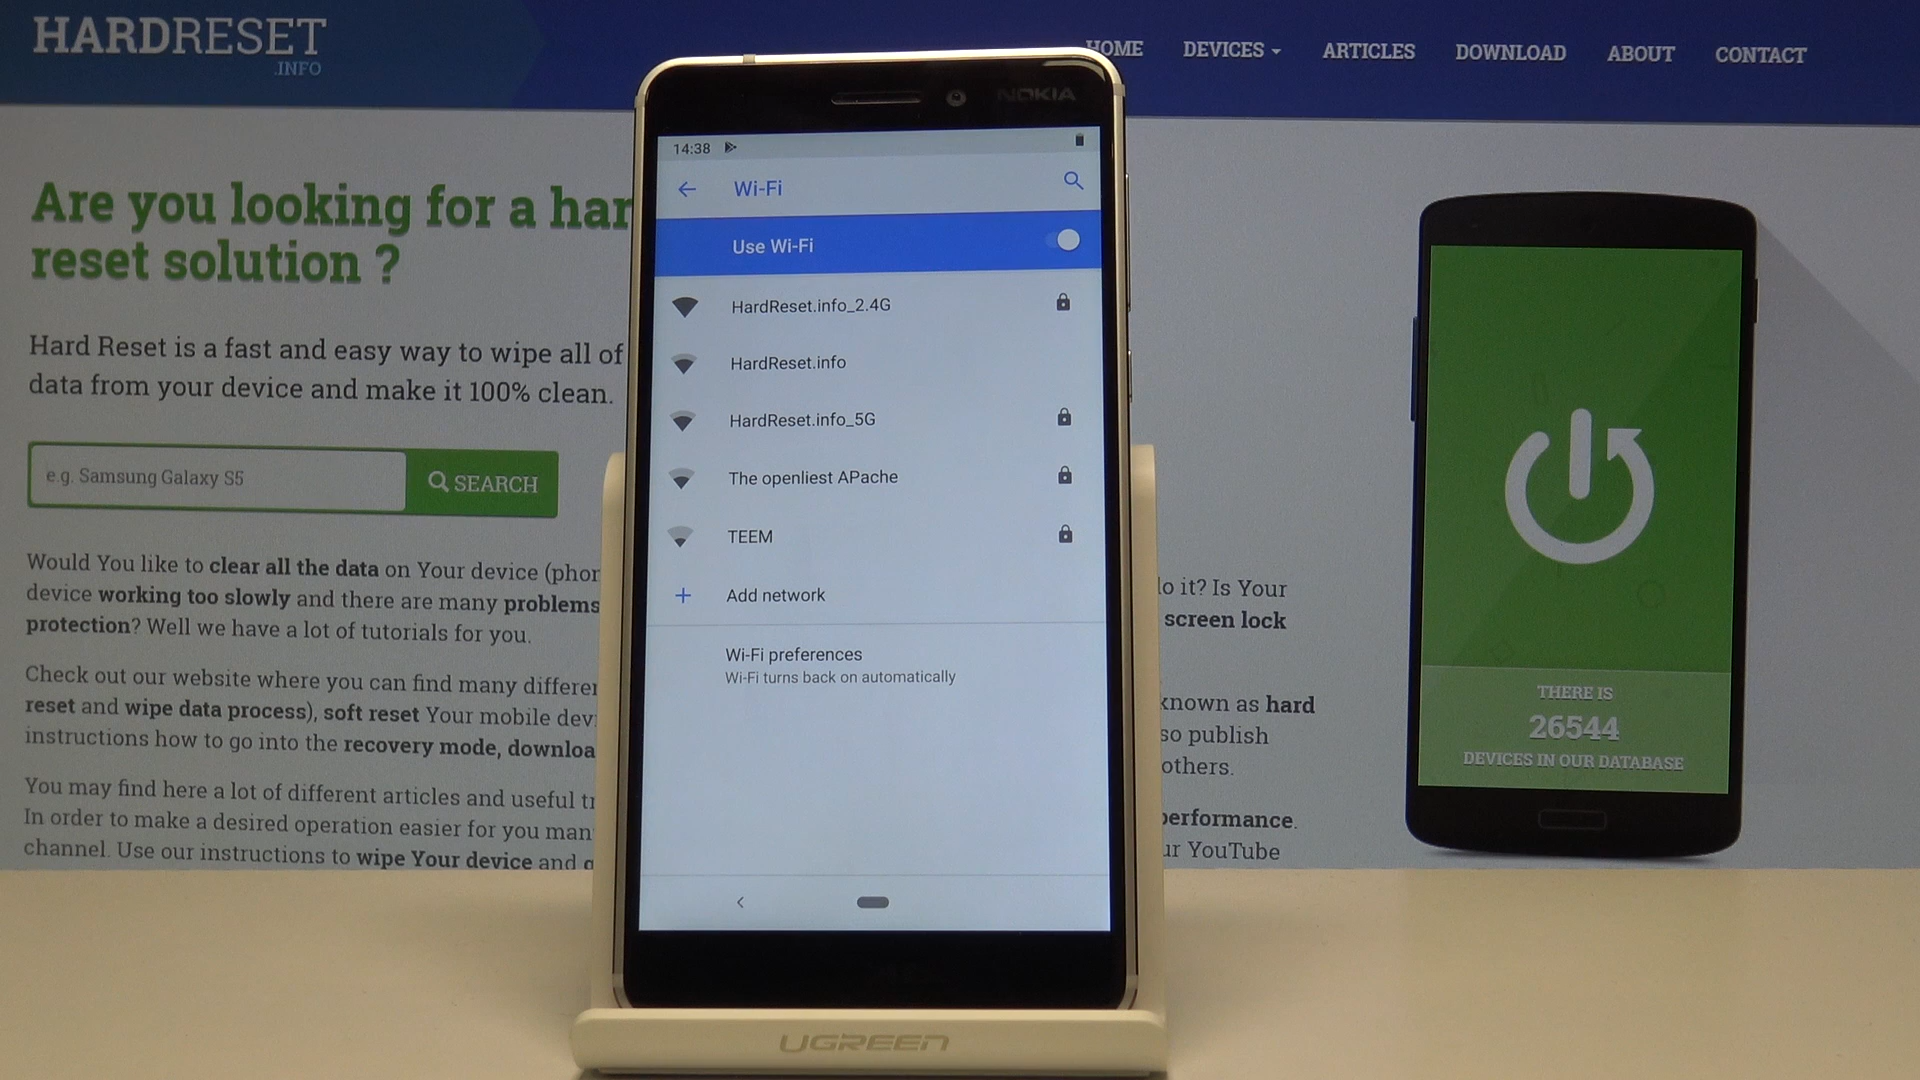 HARDRESET
.INFO
HOME DEVICES ARTICLES DOWNLOAD ABOUT CONTACT
Are you looking for a har
reset solution ?
Hard Reset is a fast and easy way to wipe all of
data from your device and make it 100% clean.
e.g. Samsung Galaxy S5
SEARCH
Would You like to clear all the data on Your device (phor
device working too slowly and there are many problems
protection? Well we have a lot of tutorials for you.
Check out our website where you can find many differer
reset and wipe data process), soft reset Your mobile dev
instructions how to go into the recovery mode, downloa
You may find here a lot of different articles and useful tr
In order to make a desired operation easier for you man
channel. Use our instructions to wipe Your device and
NOKIA
14:38
Wi-Fi
Use Wi-Fi
HardReset.info_2.4G
HardReset.info
HardReset.info_5G
The openliest APache
TEEM
Add network
Wi-Fi preferences
Wi-Fi turns back on automatically
UGREEN
lo it? Is Your
screen lock
known as hard
so publish
others.
performance.
ur YouTube
THERE IS
26544
DEVICES IN OUR DATABASE